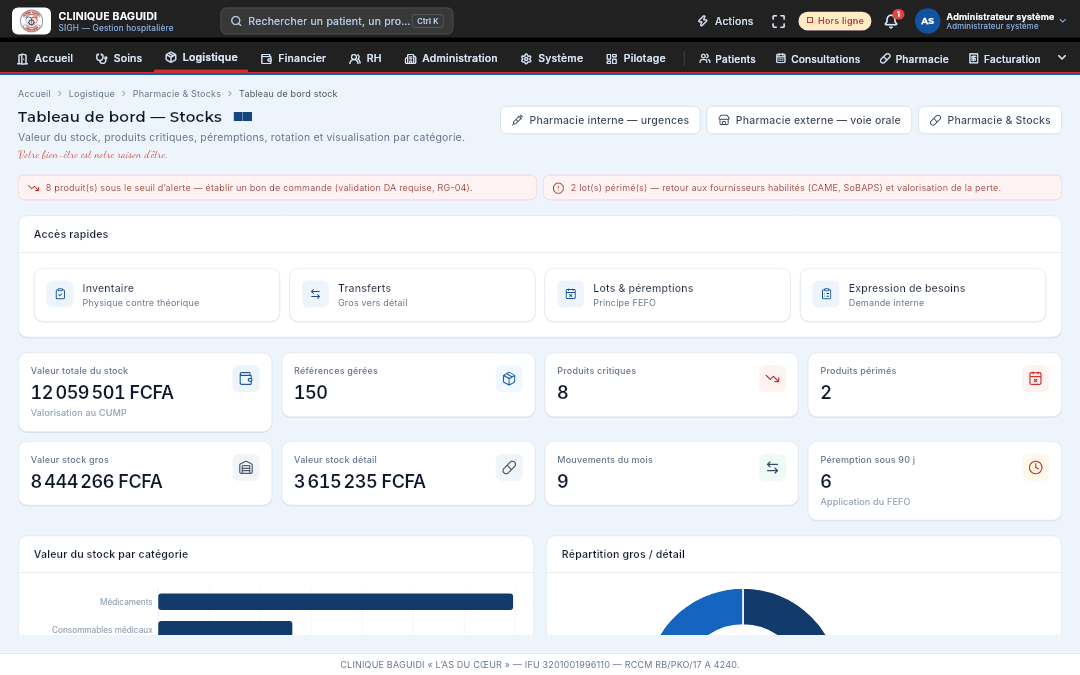 CLINIQUE BAGUIDI
SIGH — Gestion hospitalière
Rechercher un patient, un pro... Ctrl K
Actions
Hors ligne
1
AS
Administrateur système
Administrateur système
Accueil Soins Logistique Financier RH Administration Système Pilotage Patients Consultations Pharmacie Facturation
Accueil > Logistique > Pharmacie & Stocks > Tableau de bord stock
Tableau de bord — Stocks
Valeur du stock, produits critiques, péremptions, rotation et visualisation par catégorie.
Votre bien-être est notre raison d'être.
Pharmacie interne — urgences
Pharmacie externe — voie orale
Pharmacie & Stocks
8 produit(s) sous le seuil d'alerte — établir un bon de commande (validation DA requise, RG-04).
2 lot(s) périmé(s) — retour aux fournisseurs habilités (CAME, SoBAPS) et valorisation de la perte.
Accès rapides
Inventaire
Physique contre théorique
Transferts
Gros vers détail
Lots & péremptions
Principe FEFO
Expression de besoins
Demande interne
Valeur totale du stock
12 059 501 FCFA
Valorisation au CUMP
Références gérées
150
Produits critiques
8
Produits périmés
2
Valeur stock gros
8 444 266 FCFA
Valeur stock détail
3 615 235 FCFA
Mouvements du mois
9
Péremption sous 90 j
6
Application du FEFO
Valeur du stock par catégorie
Médicaments
Consommables médicaux
Répartition gros / détail
CLINIQUE BAGUIDI « L'AS DU CŒUR » — IFU 3201001996110 — RCCM RB/PKO/17 A 4240.